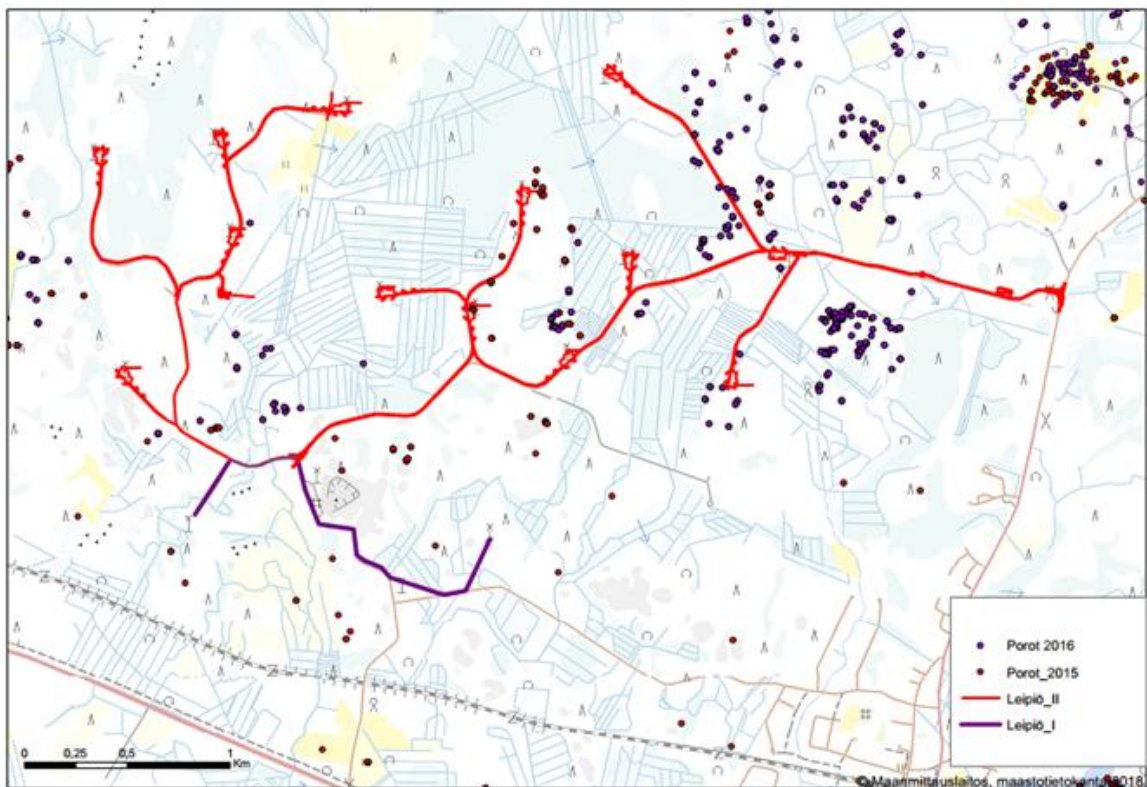 Porot 2016
Porot_2015
Leipiö_II
Leipiö_I
0 0,25 0,5 1
Km
© Maanmittauslaitos, maastotietokanta 2018